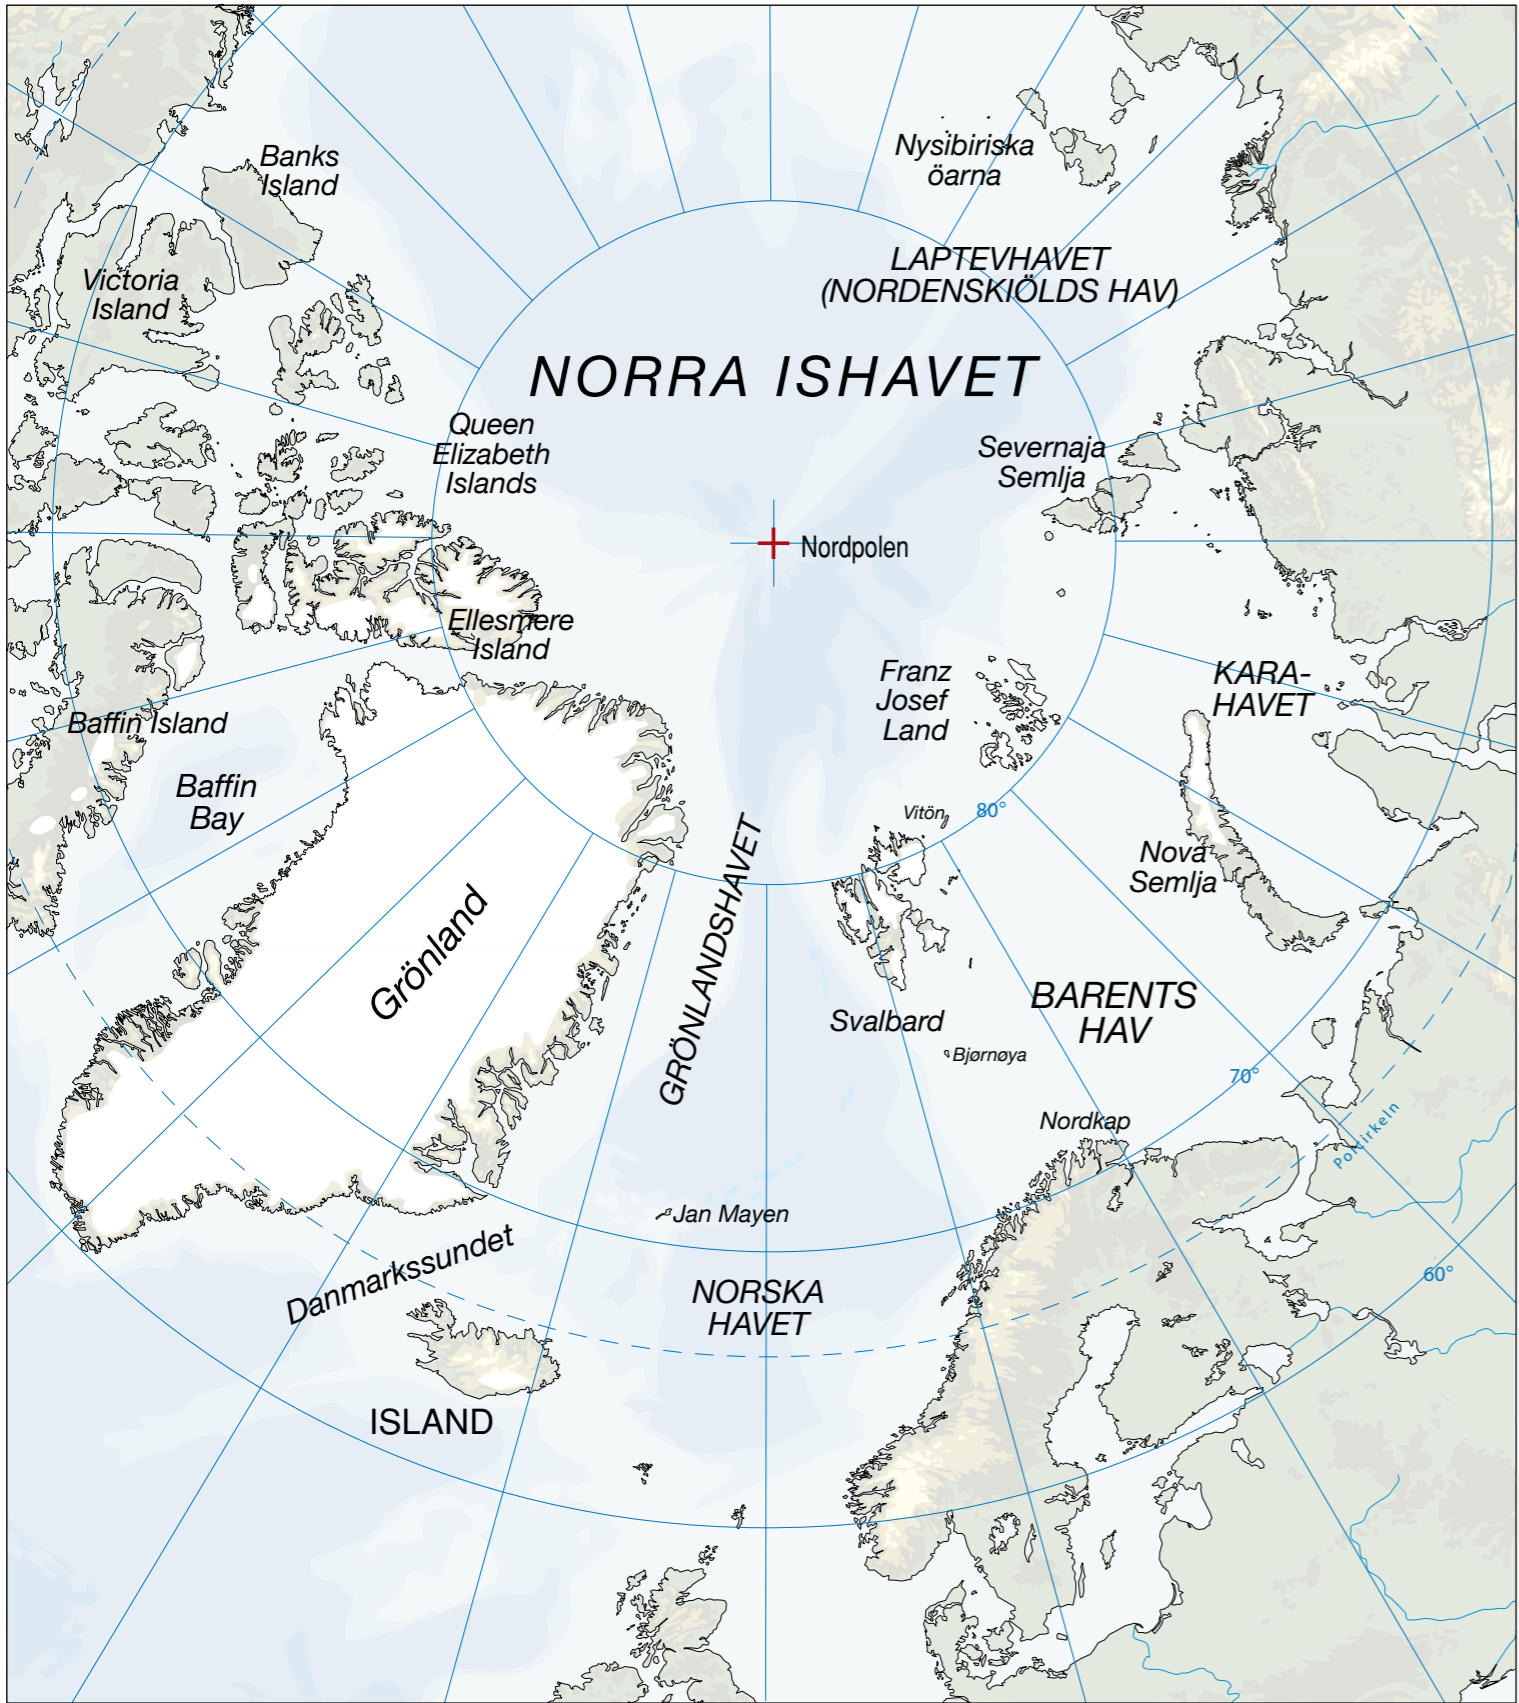 Banks
Island
Nysibiriska
öarna
Victoria
Island
LAPTEVHAVET
(NORDENSKIÖLDS HAV)
NORRA ISHAVET
Queen
Elizabeth
Islands
Severnaja
Semlja
Nordpolen
Ellesmere
Island
Franz
Josef
Land
KARA-
HAVET
Baffin Island
Baffin
Bay
Vitön
80°
Nova
Semlja
Grönland
GRÖNLANDSHAVET
Svalbard
BARENTS
HAV
Bjørnøya
70°
Nordkap
Polcirkeln
Jan Mayen
Danmarkssundet
NORSKA
HAVET
60°
ISLAND